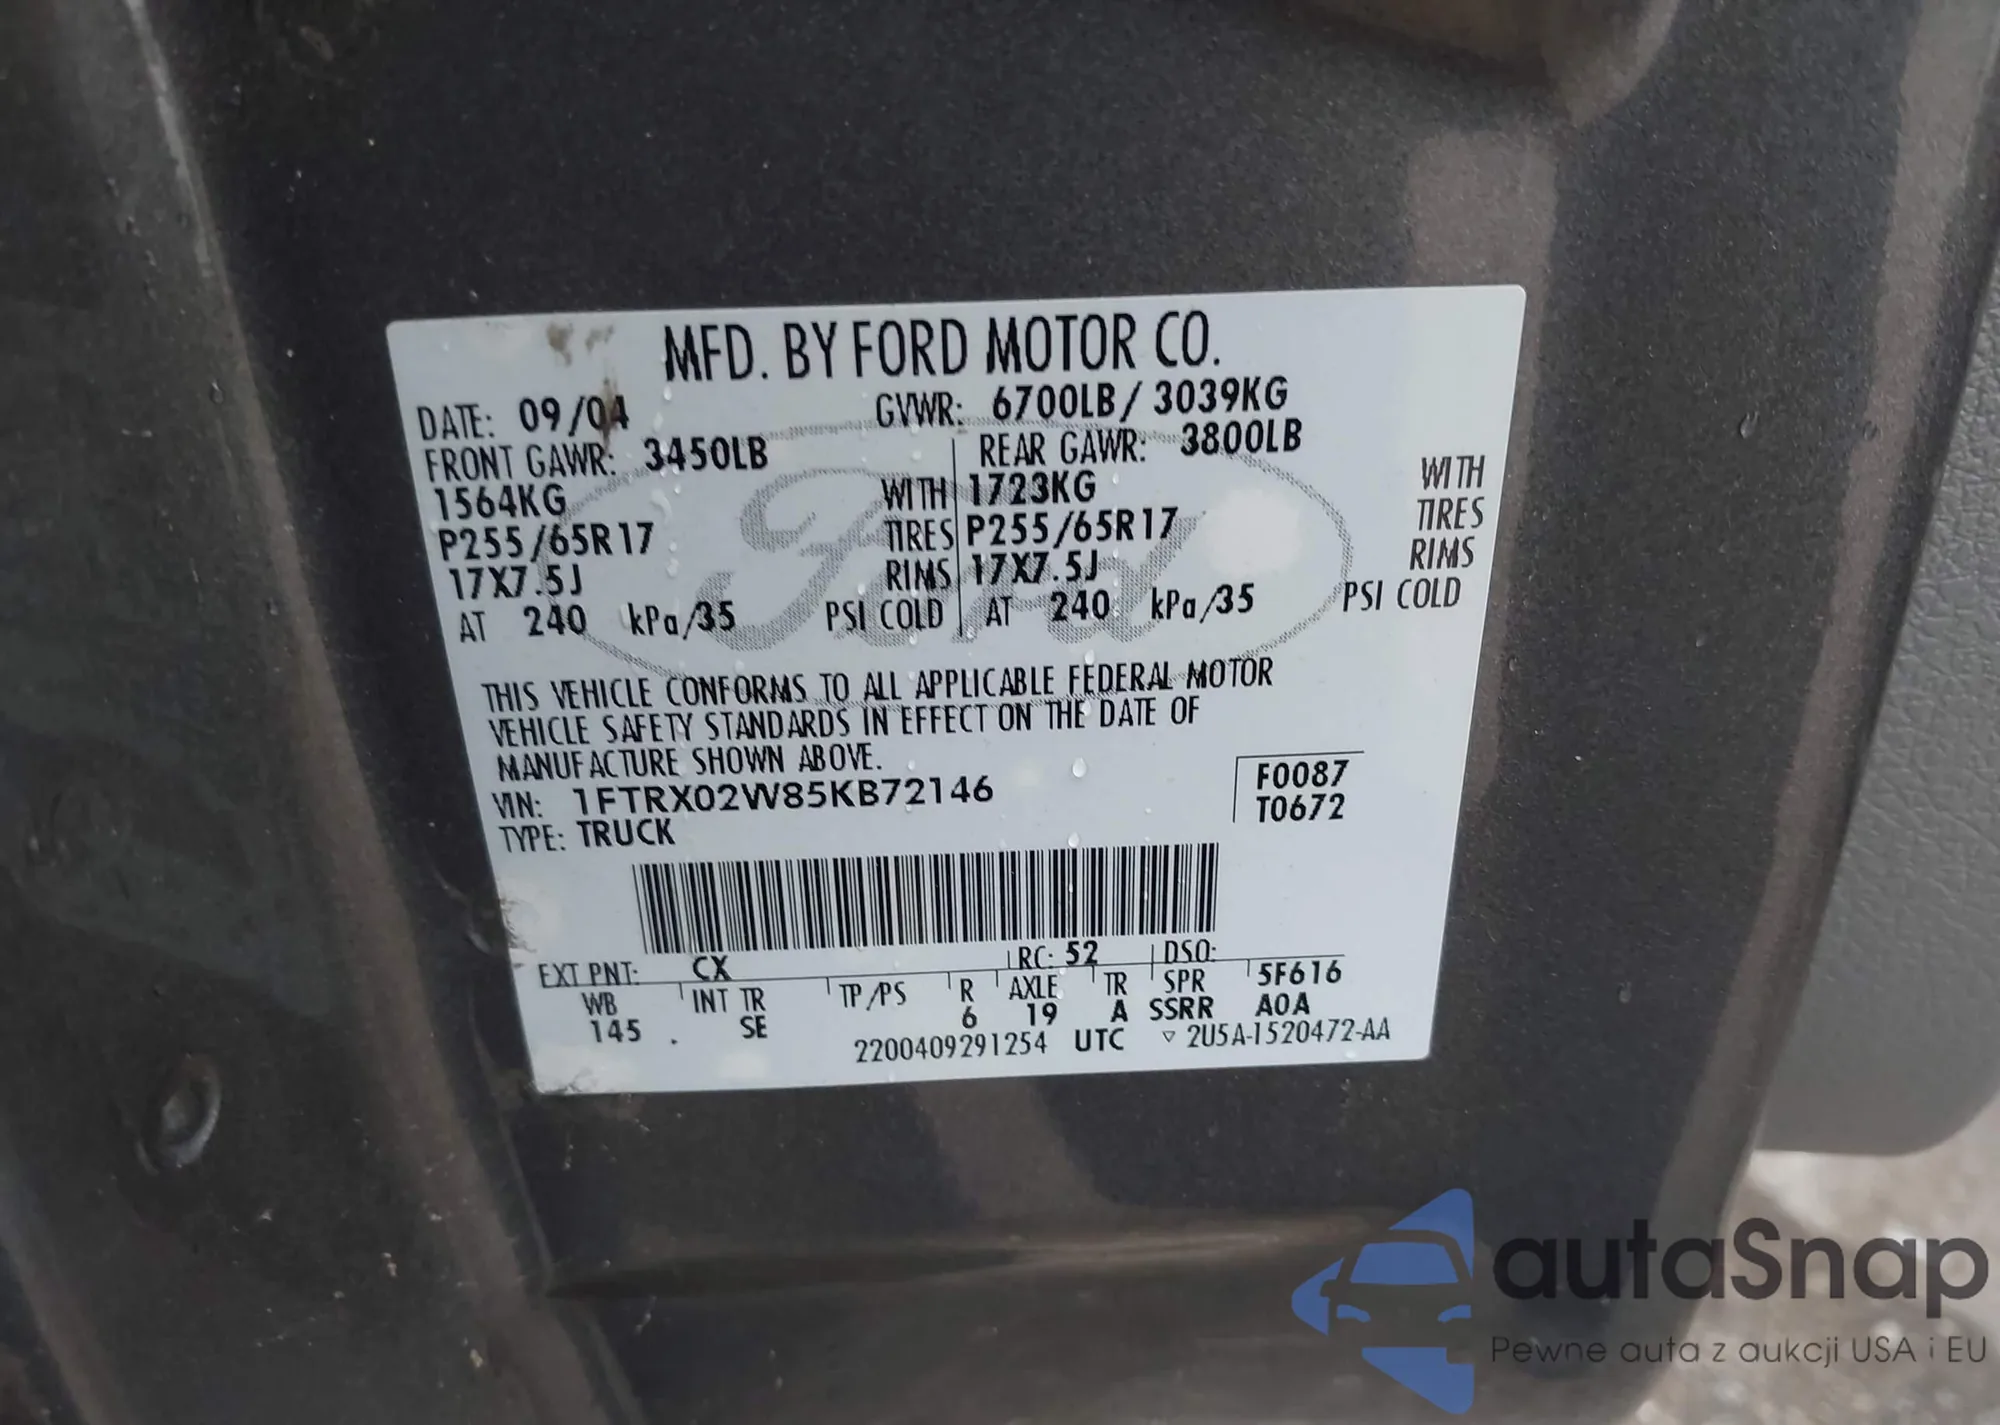 MFD. BY FORD MOTOR CO.
DATE: 09/04 GVWR: 6700LB / 3039KG
FRONT GAWR: 3450LB REAR GAWR: 3800LB
1564KG WITH 1723KG WITH
P255/65R17 TIRES P255/65R17 TIRES
17X7.5J RIMS 17X7.5J RIMS
AT 240 kPa/35 PSI COLD AT 240 kPa/35 PSI COLD
Ford
THIS VEHICLE CONFORMS TO ALL APPLICABLE FEDERAL MOTOR
VEHICLE SAFETY STANDARDS IN EFFECT ON THE DATE OF
MANUFACTURE SHOWN ABOVE.
VIN: 1FTRX02W85KB72146 F0087
TYPE: TRUCK T0672
EXT PNT: CX RC: 52 DSO:
WB INT TR TP/PS R AXLE TR SPR 5F616
145 . SE 6 19 A SSRR A0A
2200409291254 UTC ▽ 2U5A-1520472-AA
autaSnap
Pewne auta z aukcji USA i EU